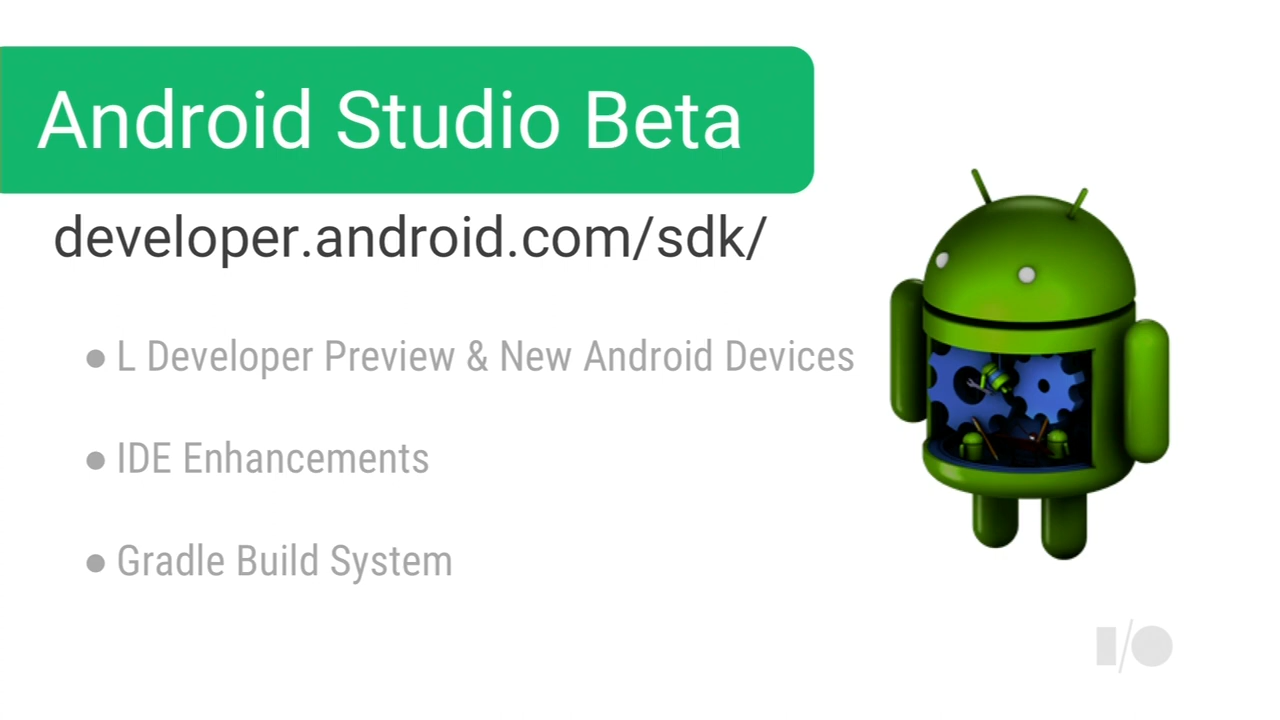 Android Studio Beta
developer.android.com/sdk/
● L Developer Preview & New Android Devices
● IDE Enhancements
● Gradle Build System
I/O